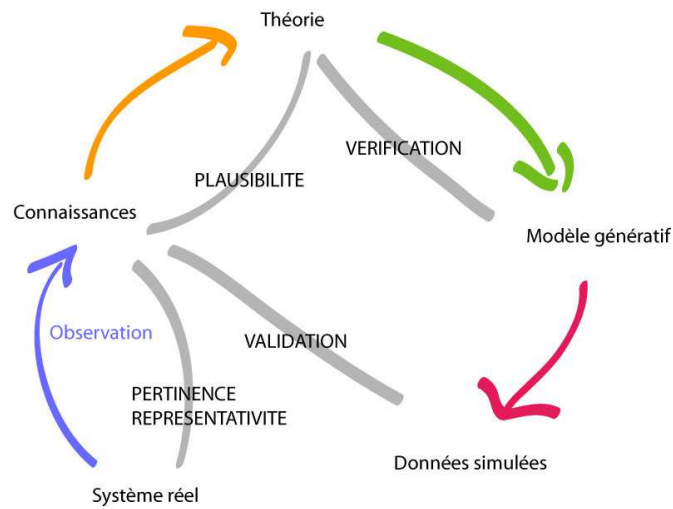 Théorie
VERIFICATION
PLAUSIBILITE
Connaissances
Modèle génératif
Observation
VALIDATION
PERTINENCE
REPRESENTATIVITE
Données simulées
Système réel